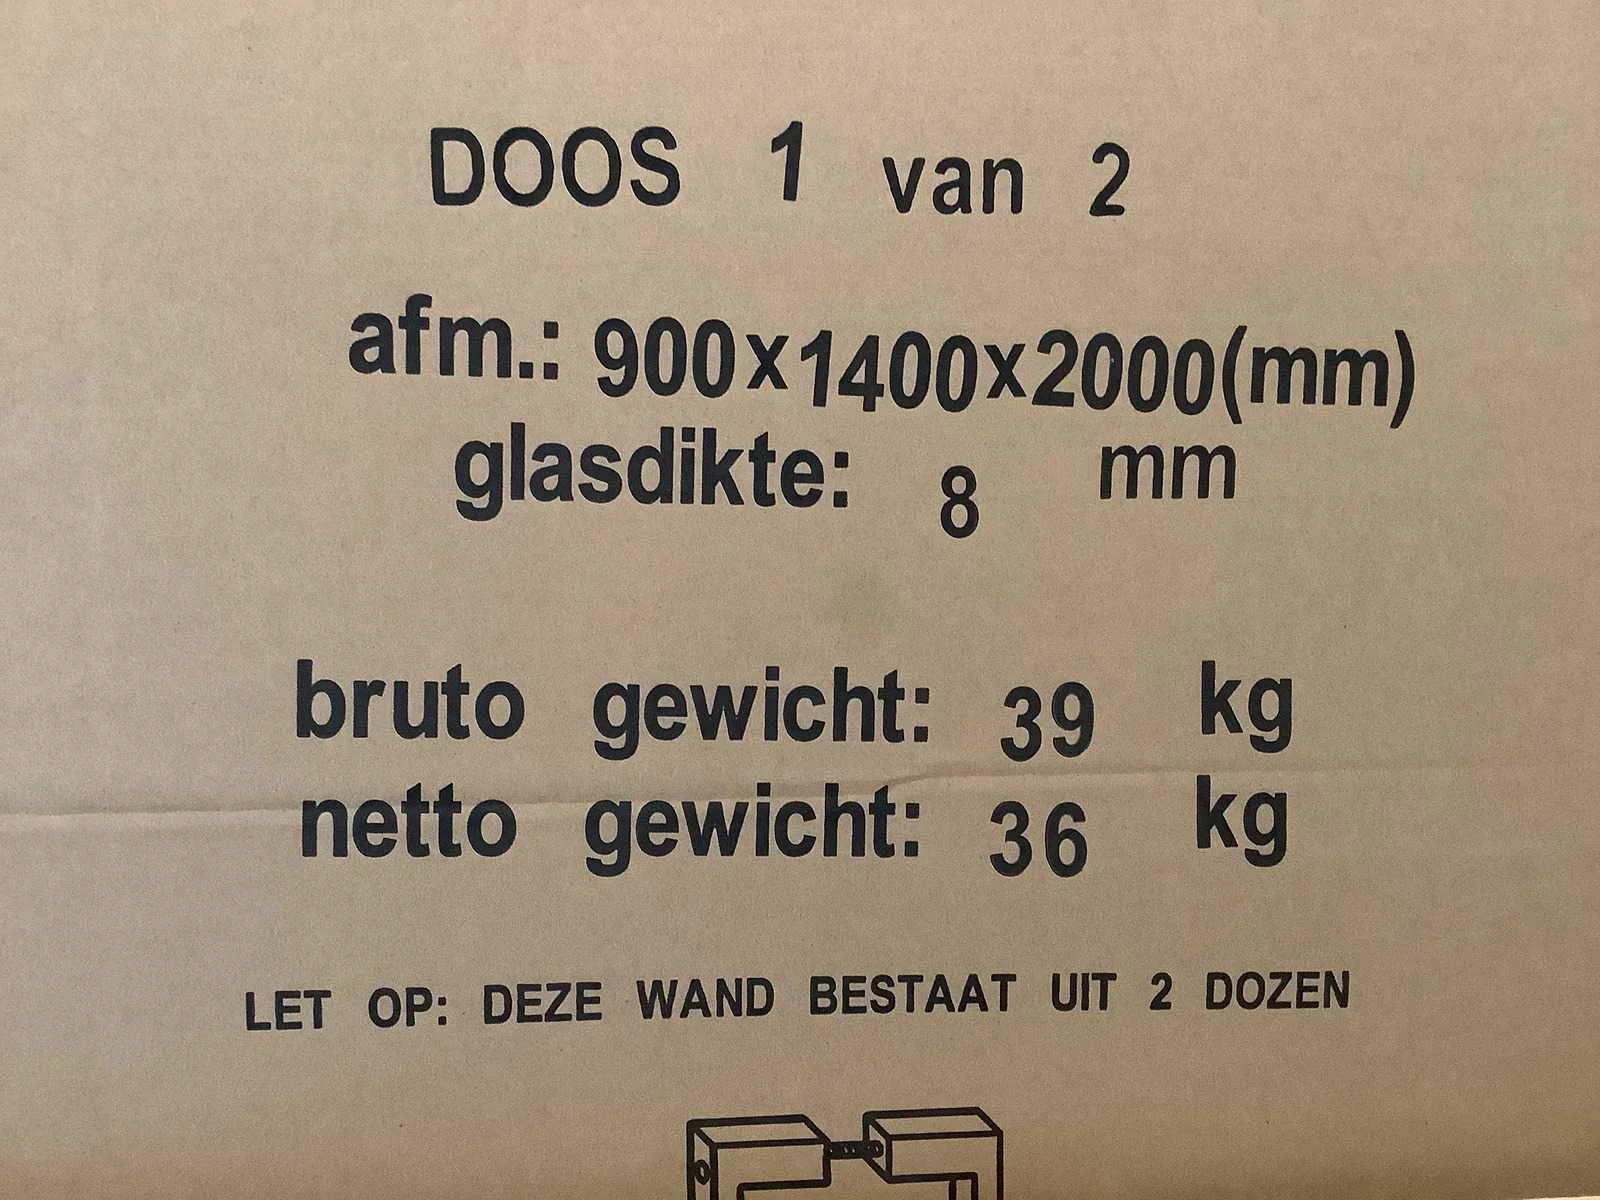 DOOS 1 van 2
afm.: 900x1400x2000(mm)
glasdikte: 8 mm
bruto gewicht: 39 kg
netto gewicht: 36 kg
LET OP: DEZE WAND BESTAAT UIT 2 DOZEN